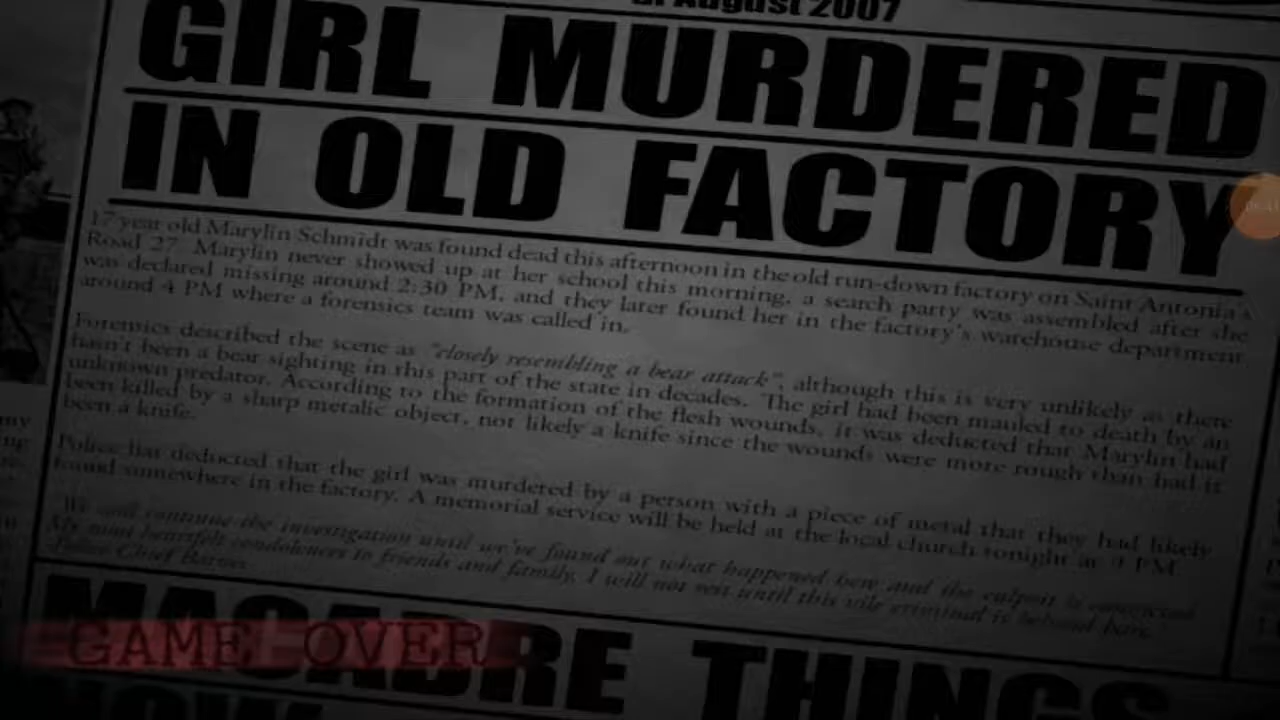 August 2007
GIRL MURDERED
IN OLD FACTORY
17 year old Marylin Schmidt was found dead this afternoon in the old run-down factory on Saint Antonia's
Road 27. Marylin never showed up at her school this morning, a search party was assembled after she
was declared missing around 2:30 PM, and they later found her in the factory's warehouse department
around 4 PM where a forensics team was called in.
Forensics described the scene as "closely resembling a bear attack", although this is very unlikely as there
hasn't been a bear sighting in this part of the state in decades. The girl had been mauled to death by an
unknown predator. According to the formation of the flesh wounds, it was deducted that Marylin had
been killed by a sharp metalic object, not likely a knife since the wounds were more rough than had it
been a knife.
Police has deducted that the girl was murdered by a person with a piece of metal that they had likely
found somewhere in the factory. A memorial service will be held at the local church tonight at 9 PM.
We will continue the investigation until we've found out what happened here and the culprit is convicted.
My most heartfelt condolences to friends and family, I will not rest until this vile criminal is behind bars.
Police Chief
MACABRE THINGS
NOW
GAME OVER
my
ing